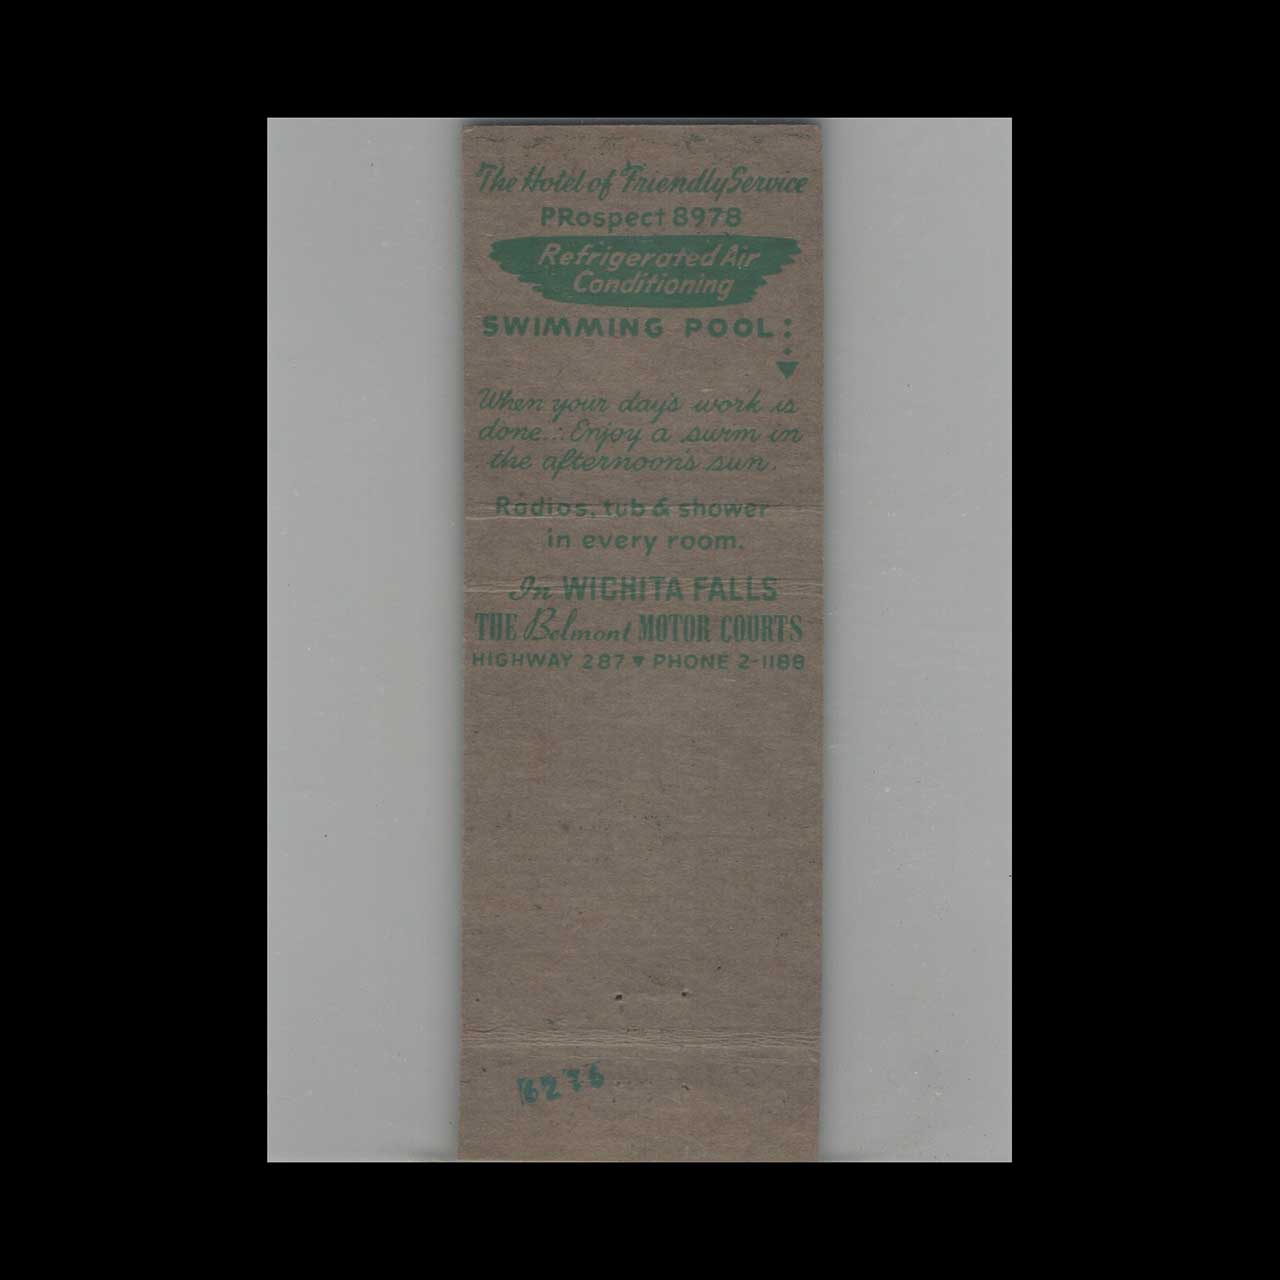 The Hotel of Friendly Service
PRospect 8978
Refrigerated Air
Conditioning
SWIMMING POOL:
When your day's work is
done... Enjoy a swim in
the afternoon's sun.
Radios, tub & shower
in every room.
In WICHITA FALLS
THE Belmont MOTOR COURTS
HIGHWAY 287 ▼ PHONE 2-1188
6276